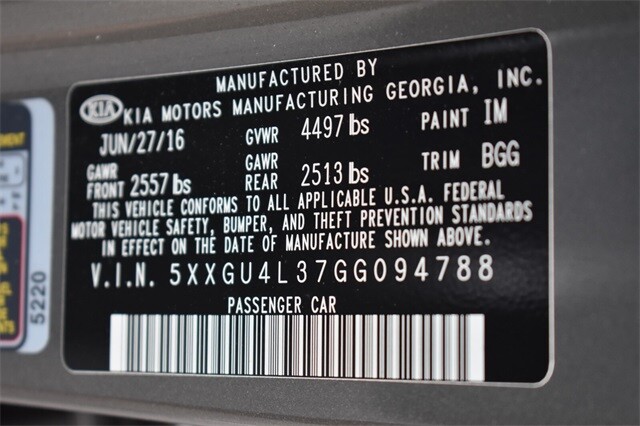 MANUFACTURED BY
KIA KIA MOTORS MANUFACTURING GEORGIA, INC.
JUN/27/16 GVWR 4497 lbs PAINT IM
GAWR FRONT 2557 lbs GAWR REAR 2513 lbs TRIM BGG
THIS VEHICLE CONFORMS TO ALL APPLICABLE U.S.A. FEDERAL
MOTOR VEHICLE SAFETY, BUMPER, AND THEFT PREVENTION STANDARDS
IN EFFECT ON THE DATE OF MANUFACTURE SHOWN ABOVE.
V.I.N. 5XXGU4L37GG094788
PASSENGER CAR
5220